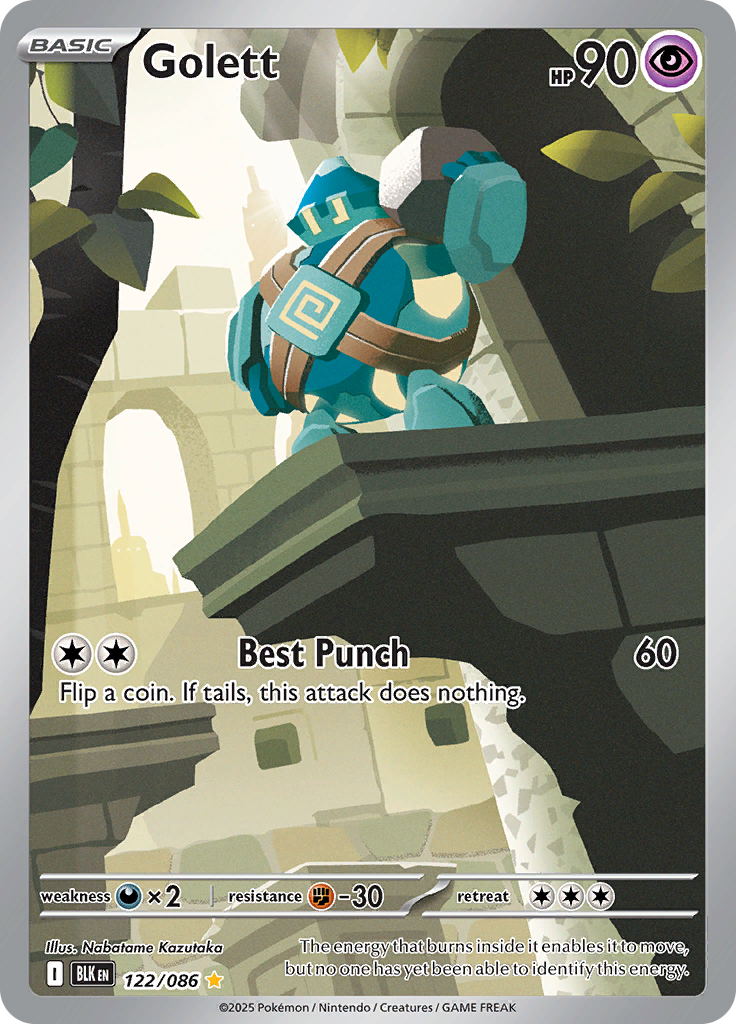 BASIC
Golett
HP 90
Best Punch 60
Flip a coin. If tails, this attack does nothing.
weakness ×2 resistance -30 retreat
Illus. Nabatame Kazutaka
The energy that burns inside it enables it to move,
but no one has yet been able to identify this energy.
I BLK EN 122/086
©2025 Pokémon / Nintendo / Creatures / GAME FREAK